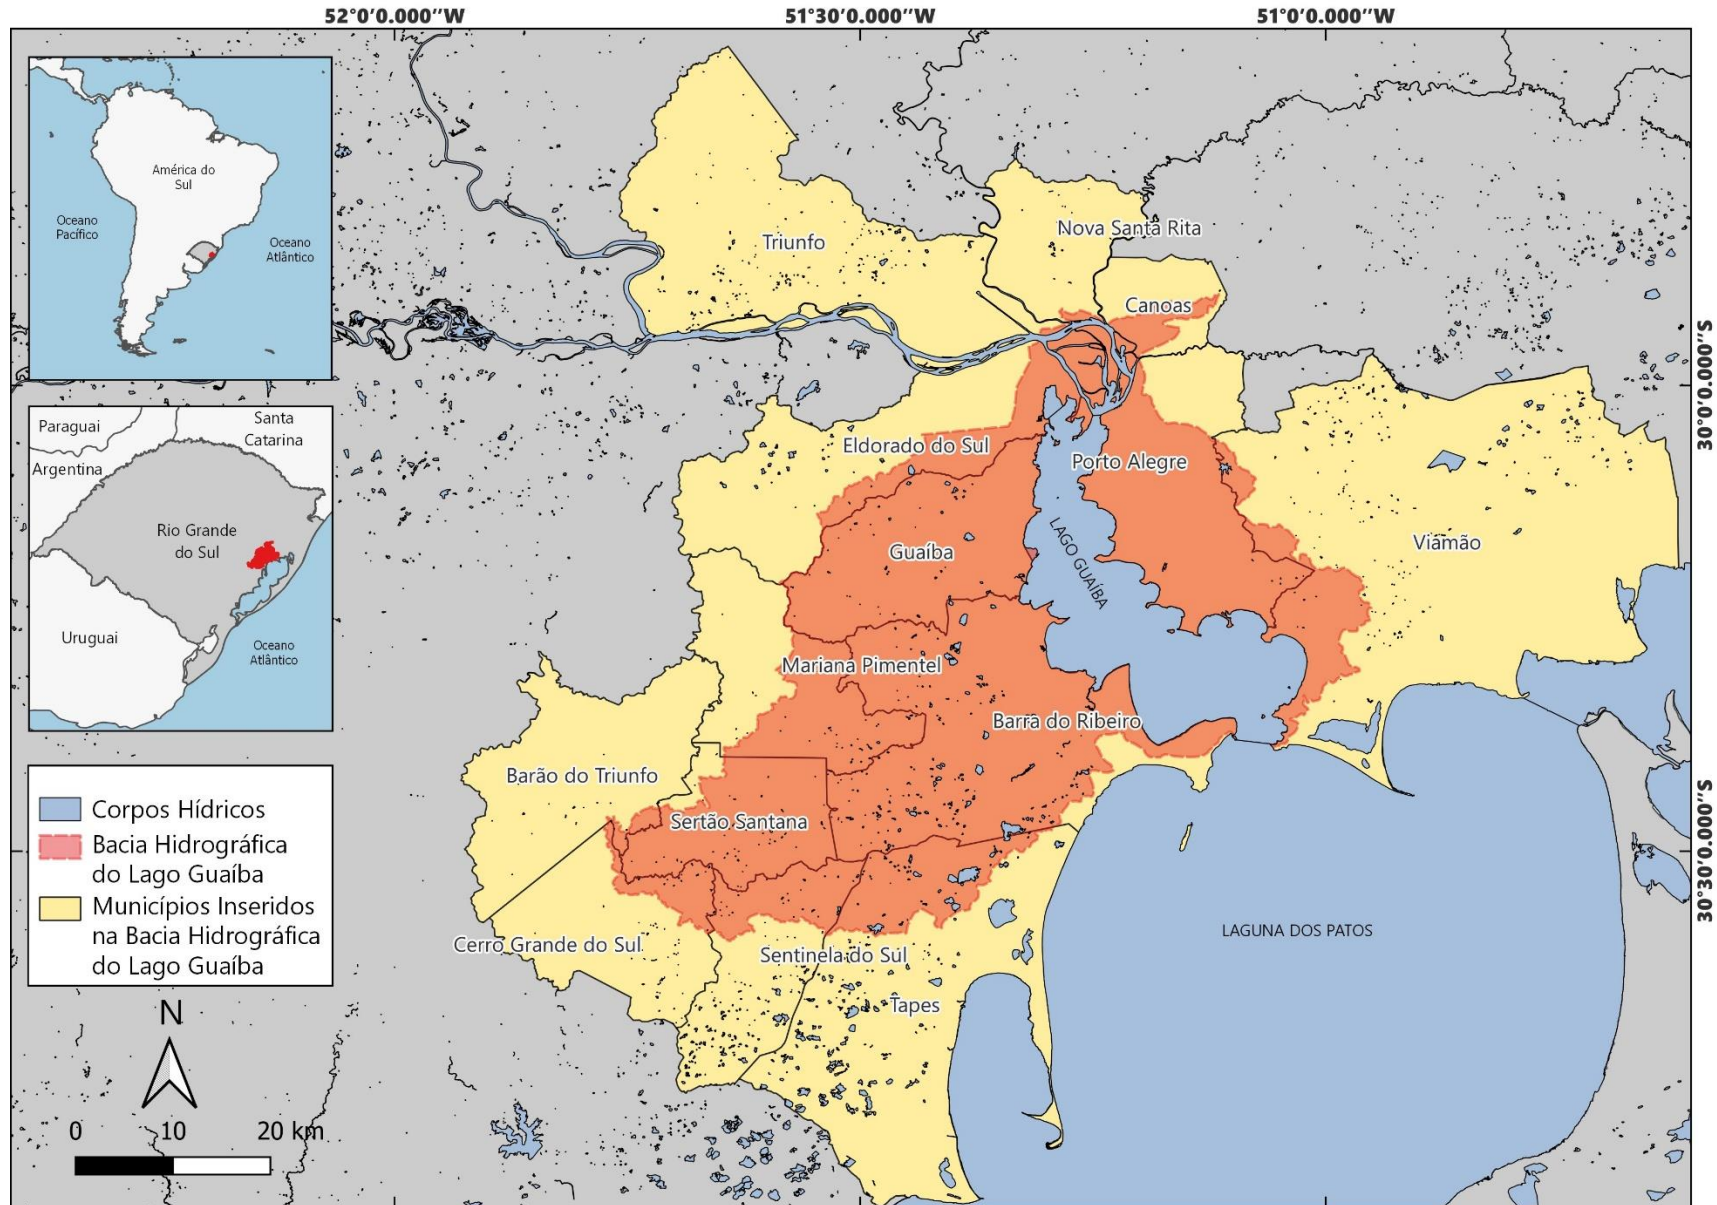 52°0'0.000''W
51°30'0.000''W
51°0'0.000''W
América do
Sul
Oceano
Pacífico
Oceano
Atlântico
Paraguai
Santa
Catarina
Argentina
Rio Grande
do Sul
Uruguai
Oceano
Atlântico
Corpos Hídricos
Bacia Hidrográfica
do Lago Guaíba
Municípios Inseridos
na Bacia Hidrográfica
do Lago Guaíba
N
0 10 20 km
Triunfo
Nova Santa Rita
Canoas
Eldorado do Sul
Porto Alegre
Guaíba
LAGO GUAÍBA
Viamão
Mariana Pimentel
Barra do Ribeiro
Barão do Triunfo
Sertão Santana
Cerro Grande do Sul
Sentinela do Sul
Tapes
LAGUNA DOS PATOS
30°0'0.000''S
30°30'0.000''S